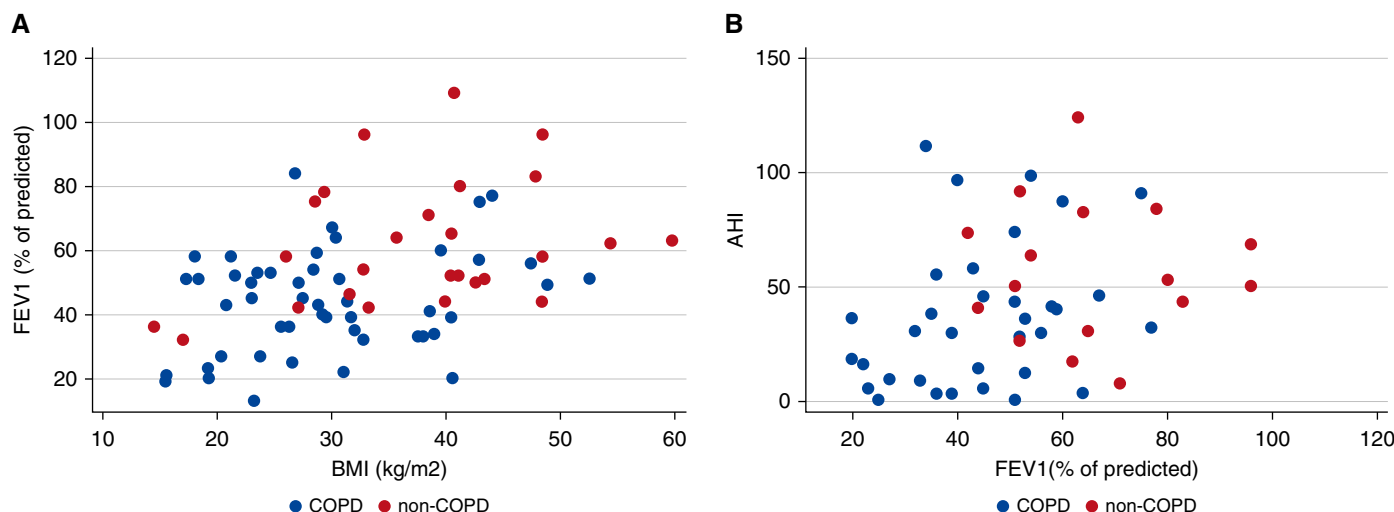 A
FEV1 (% of predicted)
120
100
80
60
40
20
10 20 30 40 50 60
BMI (kg/m2)
COPD non-COPD
B
AHI
150
100
50
0
20 40 60 80 100 120
FEV1(% of predicted)
COPD non-COPD